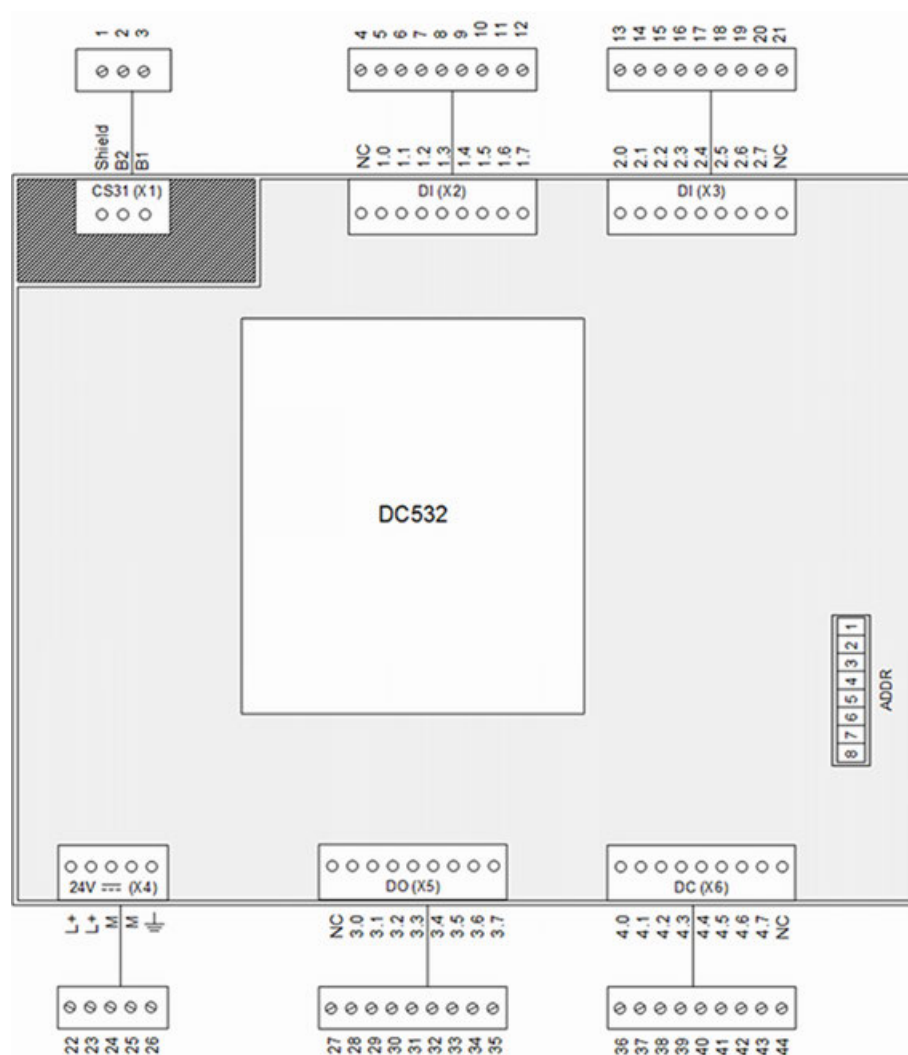 1 2 3
4 5 6 7 8 9 10 11 12
13 14 15 16 17 18 19 20 21
Shield B2 B1
NC 1.0 1.1 1.2 1.3 1.4 1.5 1.6 1.7
2.0 2.1 2.2 2.3 2.4 2.5 2.6 2.7 NC
CS31 (X1)
DI (X2)
DI (X3)
DC532
1 2 3 4 5 6 7 8
ADDR
24V (X4)
DO (X5)
DC (X6)
L+ L+ M M
NC 3.0 3.1 3.2 3.3 3.4 3.5 3.6 3.7
4.0 4.1 4.2 4.3 4.4 4.5 4.6 4.7 NC
22 23 24 25 26
27 28 29 30 31 32 33 34 35
36 37 38 39 40 41 42 43 44